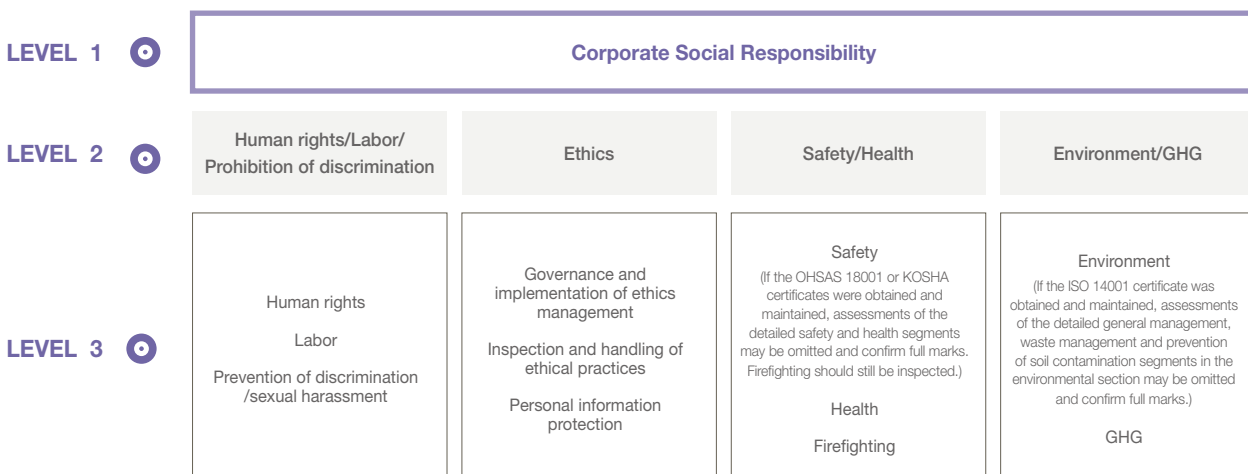 LEVEL 1
Corporate Social Responsibility
LEVEL 2
Human rights/Labor/
Prohibition of discrimination
Ethics
Safety/Health
Environment/GHG
LEVEL 3
Human rights
Labor
Prevention of discrimination
/sexual harassment
Governance and
implementation of ethics
management
Inspection and handling of
ethical practices
Personal information
protection
Safety
(If the OHSAS 18001 or KOSHA
certificates were obtained and
maintained, assessments of the
detailed safety and health segments
may be omitted and confirm full marks.
Firefighting should still be inspected.)
Health
Firefighting
Environment
(If the ISO 14001 certificate was
obtained and maintained, assessments
of the detailed general management,
waste management and prevention
of soil contamination segments in the
environmental section may be omitted
and confirm full marks.)
GHG